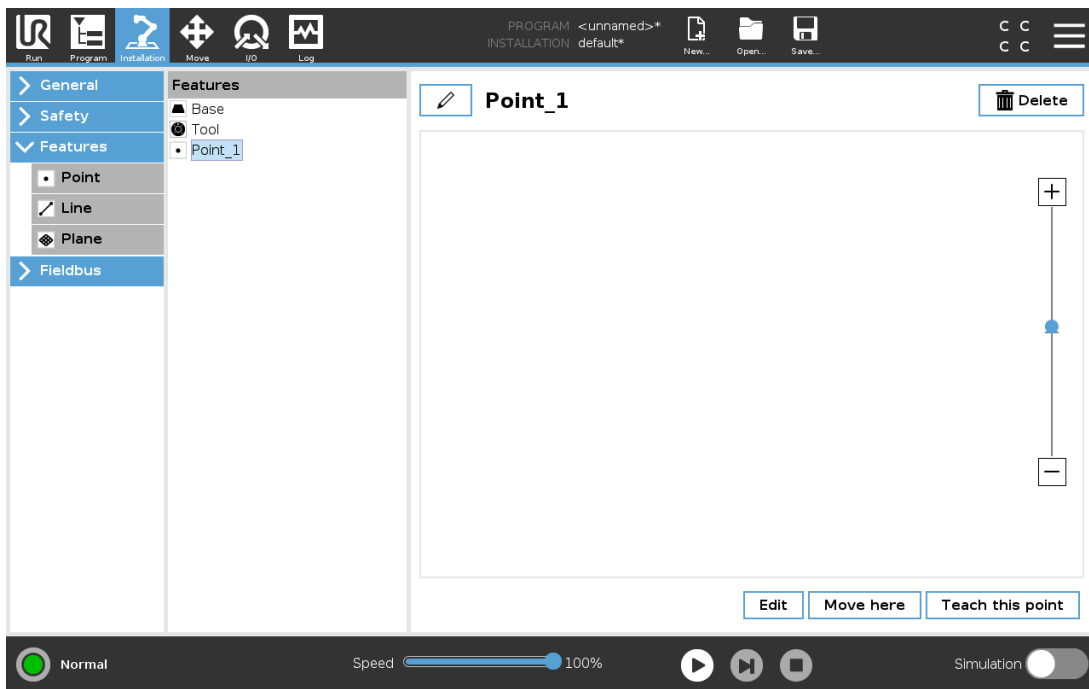 UR
PROGRAM <unnamed>*
INSTALLATION default*
C C
C C
Run Program Installation Move I/O Log New... Open... Save...
General
Safety
Features
Point
Line
Plane
Fieldbus
Features
Base
Tool
Point_1
Point_1
Delete
Edit Move here Teach this point
Normal
Speed 100%
Simulation